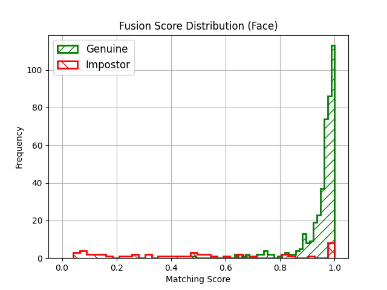 Fusion Score Distribution (Face)
Genuine
Impostor
Frequency
100
80
60
40
20
0
0.0 0.2 0.4 0.6 0.8 1.0
Matching Score